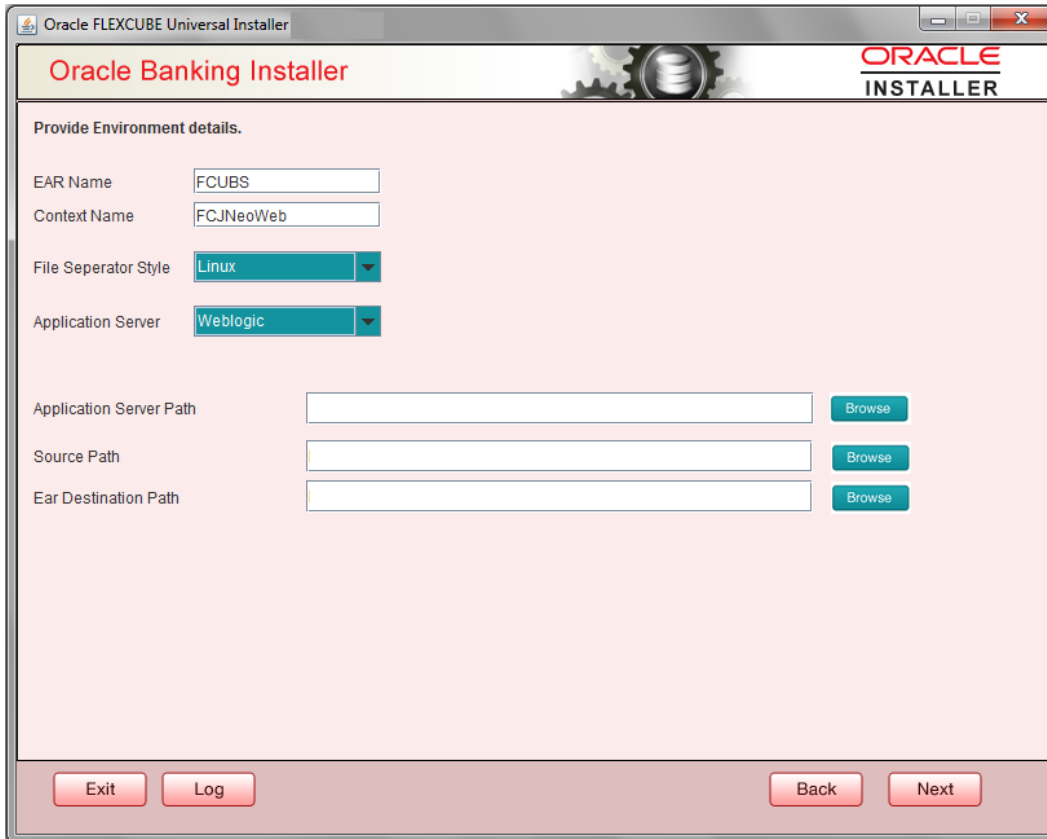 Oracle FLEXCUBE Universal Installer
Oracle Banking Installer
ORACLE
INSTALLER
Provide Environment details.
EAR Name FCUBS
Context Name FCJNeoWeb
File Seperator Style Linux
Application Server Weblogic
Application Server Path Browse
Source Path Browse
Ear Destination Path Browse
Exit Log Back Next